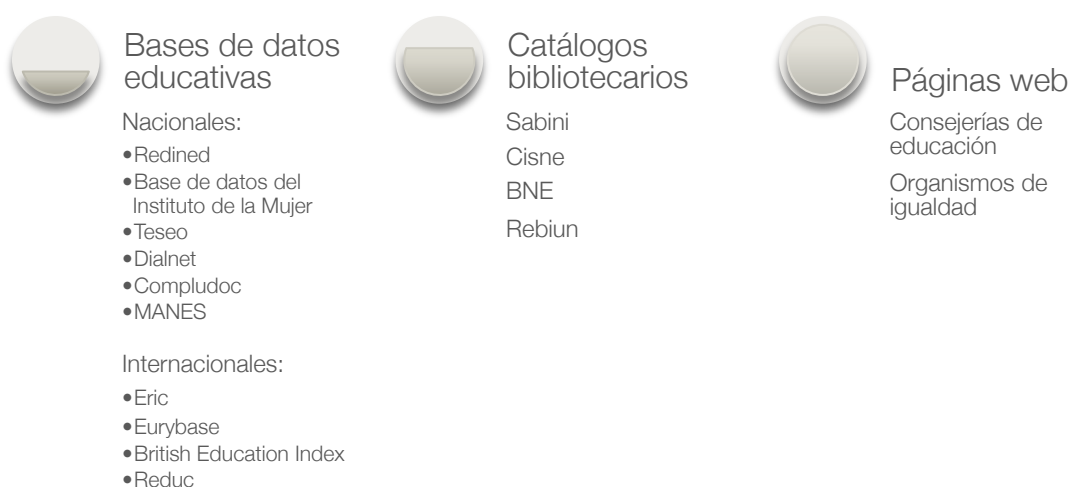 Bases de datos
educativas
Nacionales:
•Redined
•Base de datos del
Instituto de la Mujer
•Teseo
•Dialnet
•Compludoc
•MANES
Internacionales:
•Eric
•Eurybase
•British Education Index
•Reduc
Catálogos
bibliotecarios
Sabini
Cisne
BNE
Rebiun
Páginas web
Consejerías de
educación
Organismos de
igualdad